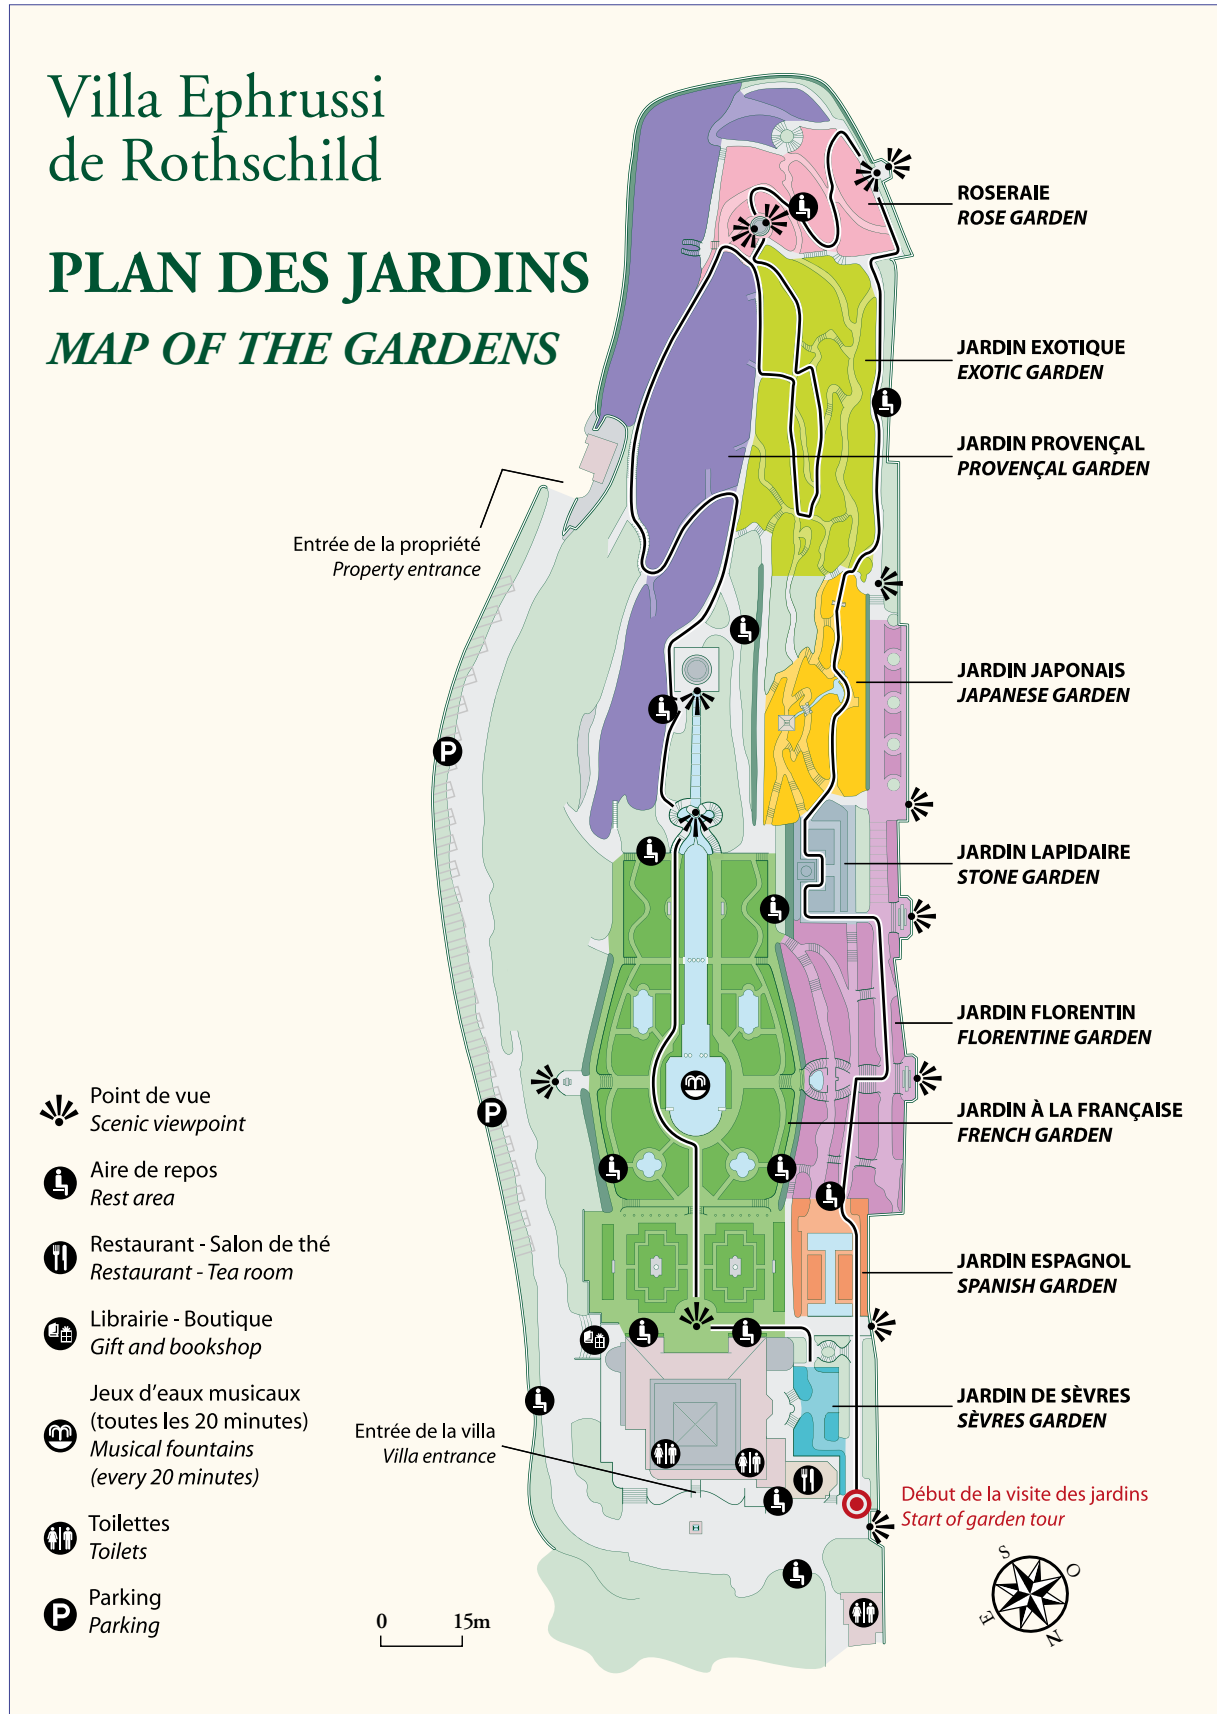 Villa Ephrussi
de Rothschild
PLAN DES JARDINS
MAP OF THE GARDENS
ROSERAIE
ROSE GARDEN
JARDIN EXOTIQUE
EXOTIC GARDEN
JARDIN PROVENÇAL
PROVENÇAL GARDEN
Entrée de la propriété
Property entrance
JARDIN JAPONAIS
JAPANESE GARDEN
P
JARDIN LAPIDAIRE
STONE GARDEN
JARDIN FLORENTIN
FLORENTINE GARDEN
Point de vue
Scenic viewpoint
P
JARDIN À LA FRANÇAISE
FRENCH GARDEN
Aire de repos
Rest area
Restaurant - Salon de thé
Restaurant - Tea room
JARDIN ESPAGNOL
SPANISH GARDEN
Librairie - Boutique
Gift and bookshop
Jeux d'eaux musicaux
(toutes les 20 minutes)
Musical fountains
(every 20 minutes)
JARDIN DE SÈVRES
SÈVRES GARDEN
Entrée de la villa
Villa entrance
Début de la visite des jardins
Start of garden tour
Toilettes
Toilets
P
Parking
Parking
0 15m
S
O
E
N